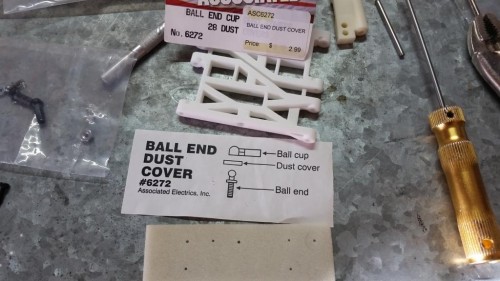 ASSOCIATED
BALL END CUP
28 DUST
No. 6272
ASC6272
BALL END DUST COVER
Price $ 2.99
BALL END
DUST
COVER
#6272
Associated Electrics, Inc.
Ball cup
Dust cover
Ball end